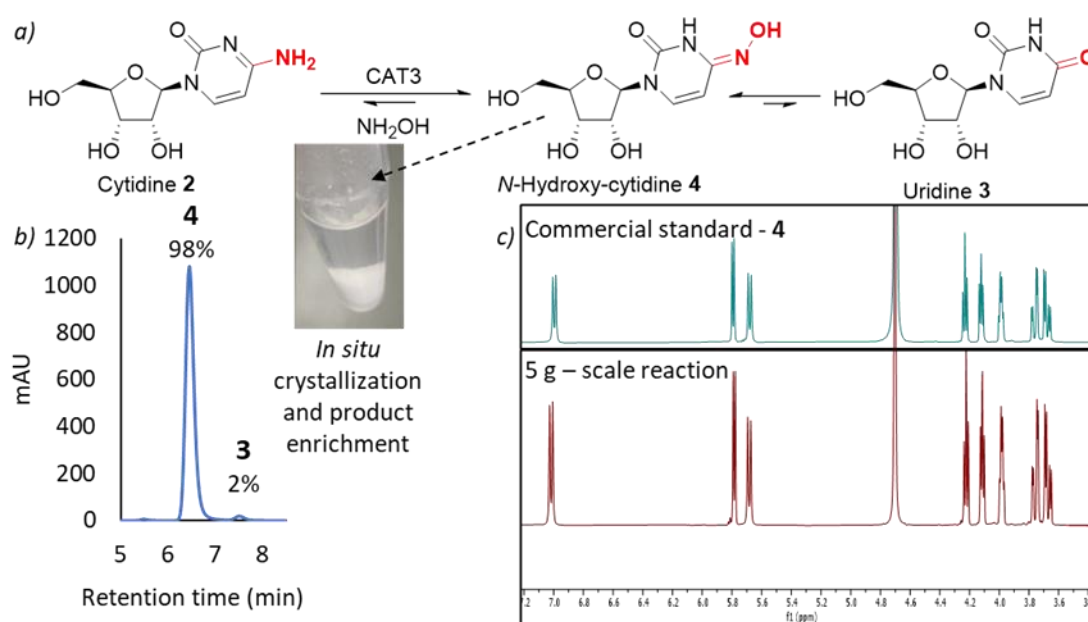 a)
O
N
NH2
O
N
HO
HO
OH
Cytidine 2
CAT3
NH2OH
OH
O
H
N
N
O
N
HO
HO
OH
N-Hydroxy-cytidine 4
O
H
N
O
O
N
HO
HO
OH
Uridine 3
In situ
crystallization
and product
enrichment
b)
4
98%
3
2%
1200
1000
800
600
400
200
0
mAU
5 6 7 8
Retention time (min)
c)
Commercial standard - 4
5 g – scale reaction
7.2 7.0 6.8 6.6 6.4 6.2 6.0 5.8 5.6 5.4 5.2 5.0 4.8 4.6 4.4 4.2 4.0 3.8 3.6
f1 (ppm)